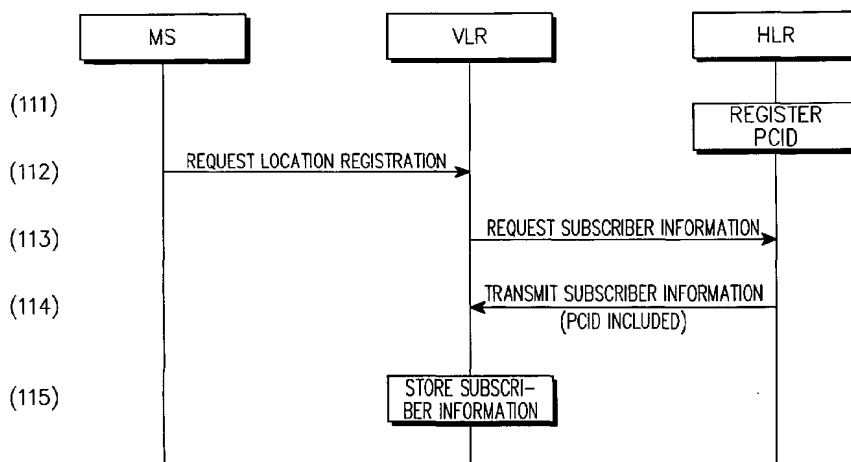 MS
VLR
HLR
(111)
REGISTER
PCID
(112)
REQUEST LOCATION REGISTRATION
(113)
REQUEST SUBSCRIBER INFORMATION
(114)
TRANSMIT SUBSCRIBER INFORMATION
(PCID INCLUDED)
(115)
STORE SUBSCRI-
BER INFORMATION